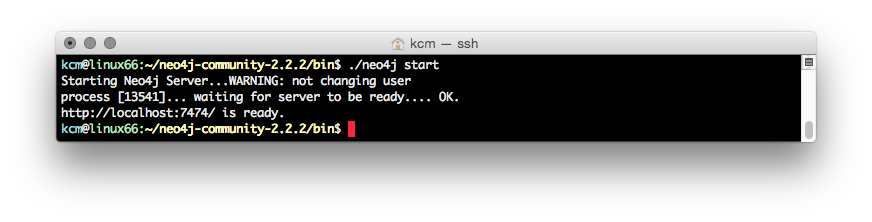 kcm — ssh
kcm@linux66:~/neo4j-community-2.2.2/bin$ ./neo4j start
Starting Neo4j Server...WARNING: not changing user
process [13541]... waiting for server to be ready.... OK.
http://localhost:7474/ is ready.
kcm@linux66:~/neo4j-community-2.2.2/bin$